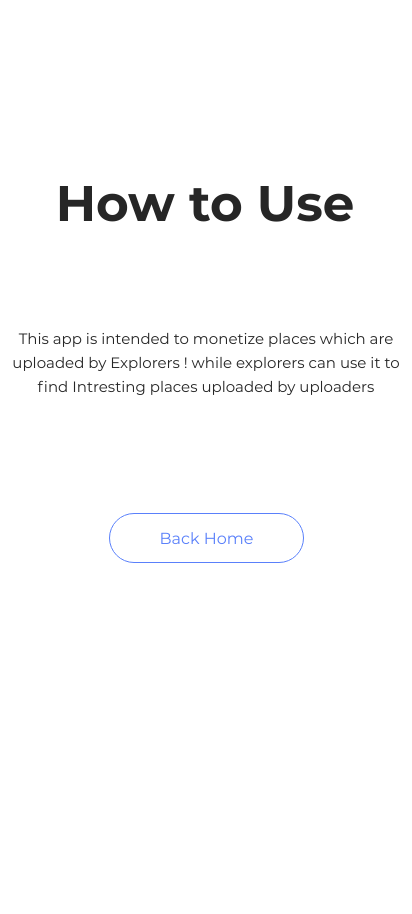 How to Use
This app is intended to monetize places which are
uploaded by Explorers ! while explorers can use it to
find Intresting places uploaded by uploaders
Back Home